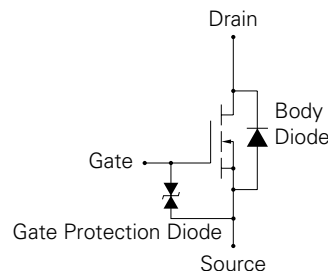 Drain
Body
Diode
Gate
Gate Protection Diode
Source